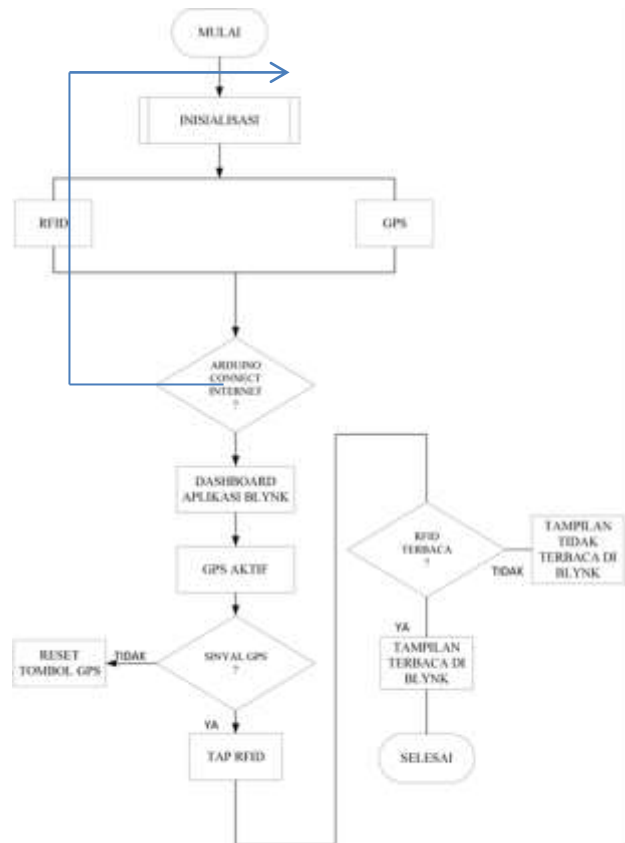 MULAI
INISIALISASI
RFID
GPS
ARDUINO
CONNECT
INTERNET
?
DASHBOARD
APLIKASI BLYNK
GPS AKTIF
SINYAL GPS
?
TIDAK
RESET
TOMBOL GPS
YA
TAP RFID
RFID
TERBACA
?
TIDAK
TAMPILAN
TIDAK
TERBACA DI
BLYNK
YA
TAMPILAN
TERBACA DI
BLYNK
SELESAI